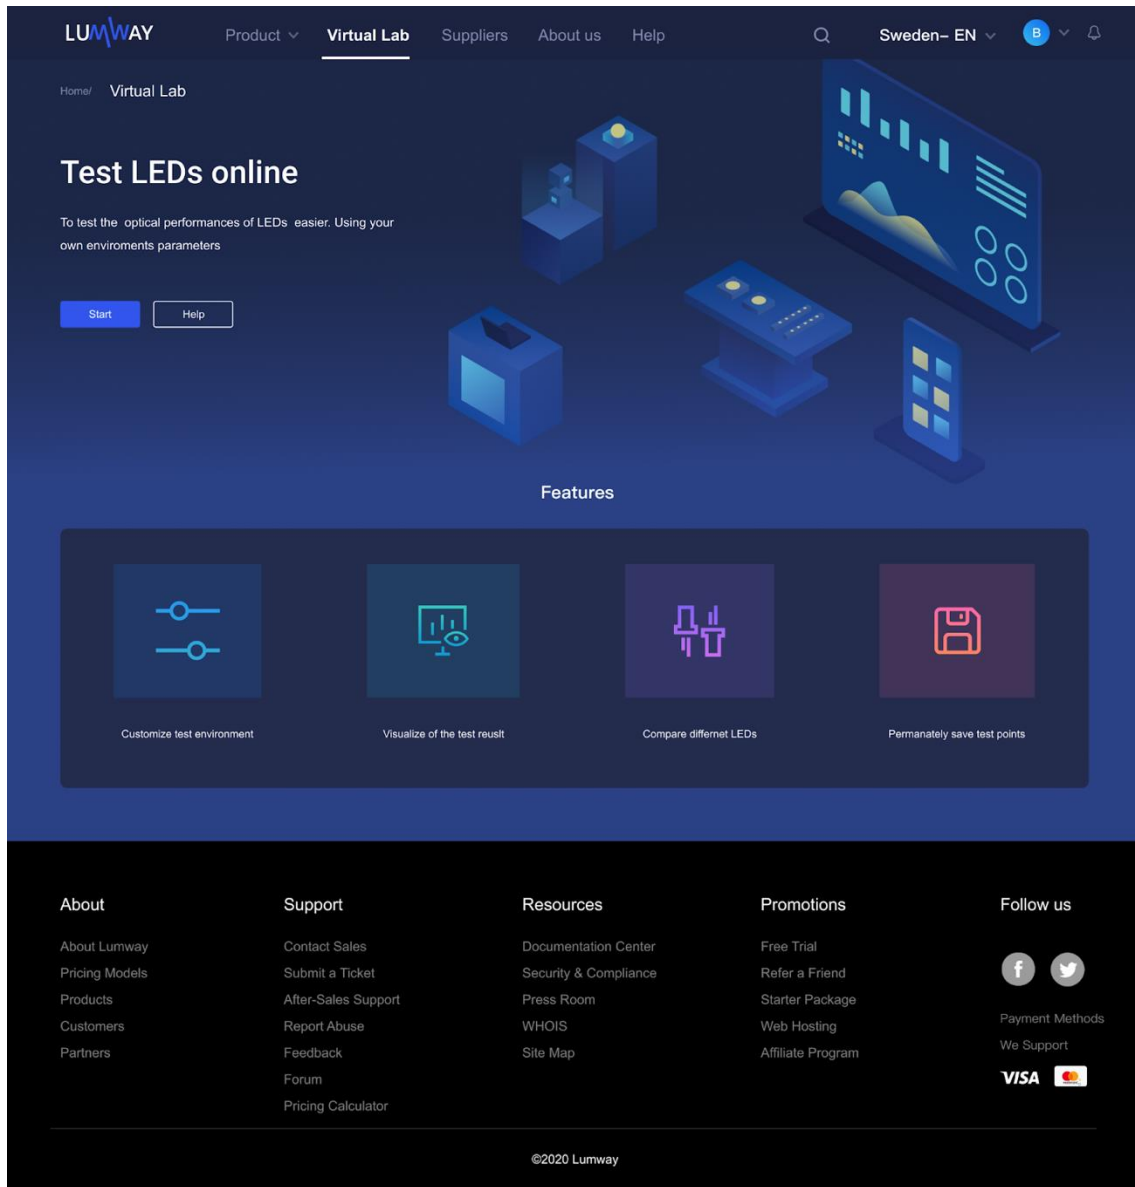 LUMWAY
Product
Virtual Lab
Suppliers
About us
Help
Sweden– EN
B
Home/ Virtual Lab
Test LEDs online
To test the optical performances of LEDs easier. Using your
own enviroments parameters
Start
Help
Features
Customize test environment
Visualize of the test reuslt
Compare differnet LEDs
Permanately save test points
About
About Lumway
Pricing Models
Products
Customers
Partners
Support
Contact Sales
Submit a Ticket
After-Sales Support
Report Abuse
Feedback
Forum
Pricing Calculator
Resources
Documentation Center
Security & Compliance
Press Room
WHOIS
Site Map
Promotions
Free Trial
Refer a Friend
Starter Package
Web Hosting
Affiliate Program
Follow us
Payment Methods
We Support
VISA
©2020 Lumway